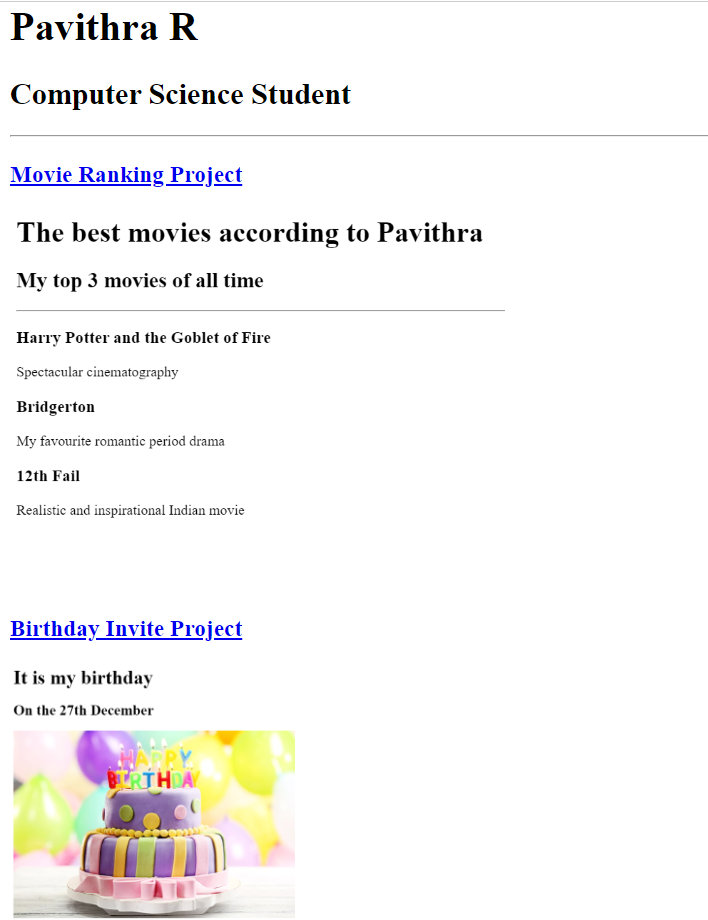 Pavithra R
Computer Science Student
Movie Ranking Project
The best movies according to Pavithra
My top 3 movies of all time
Harry Potter and the Goblet of Fire
Spectacular cinematography
Bridgerton
My favourite romantic period drama
12th Fail
Realistic and inspirational Indian movie
Birthday Invite Project
It is my birthday
On the 27th December
HAPPY
BIRTHDAY